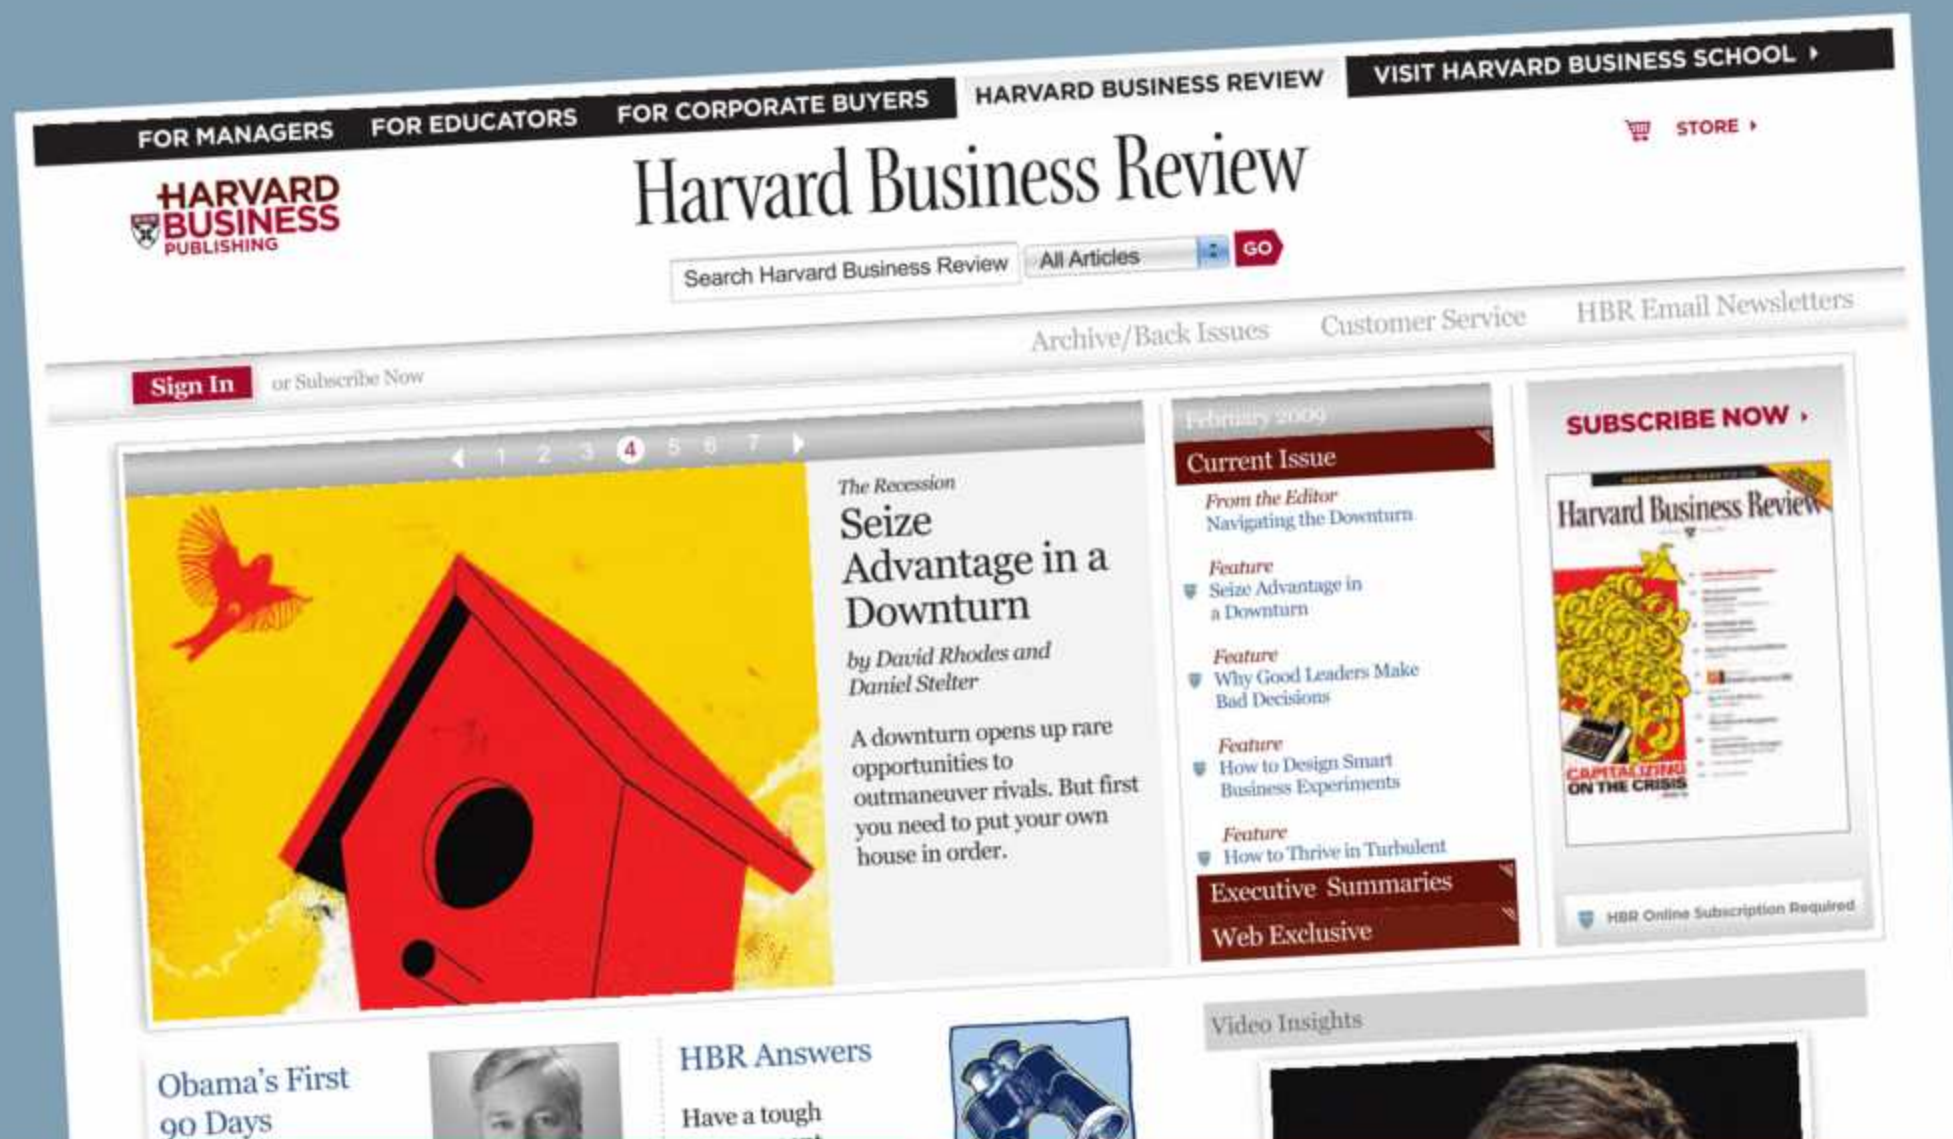 FOR MANAGERS FOR EDUCATORS FOR CORPORATE BUYERS HARVARD BUSINESS REVIEW VISIT HARVARD BUSINESS SCHOOL
HARVARD
BUSINESS
PUBLISHING
Harvard Business Review
STORE
Search Harvard Business Review All Articles GO
Archive/Back Issues Customer Service HBR Email Newsletters
Sign In or Subscribe Now
1 2 3 4 5 6 7
The Recession
Seize
Advantage in a
Downturn
by David Rhodes and
Daniel Stelter
A downturn opens up rare
opportunities to
outmaneuver rivals. But first
you need to put your own
house in order.
February 2009
Current Issue
From the Editor
Navigating the Downturn
Feature
Seize Advantage in
a Downturn
Feature
Why Good Leaders Make
Bad Decisions
Feature
How to Design Smart
Business Experiments
Feature
How to Thrive in Turbulent
Executive Summaries
Web Exclusive
SUBSCRIBE NOW
Harvard Business Review
CAPITALIZING
ON THE CRISIS
HBR Online Subscription Required
Obama's First
90 Days
HBR Answers
Have a tough
Video Insights